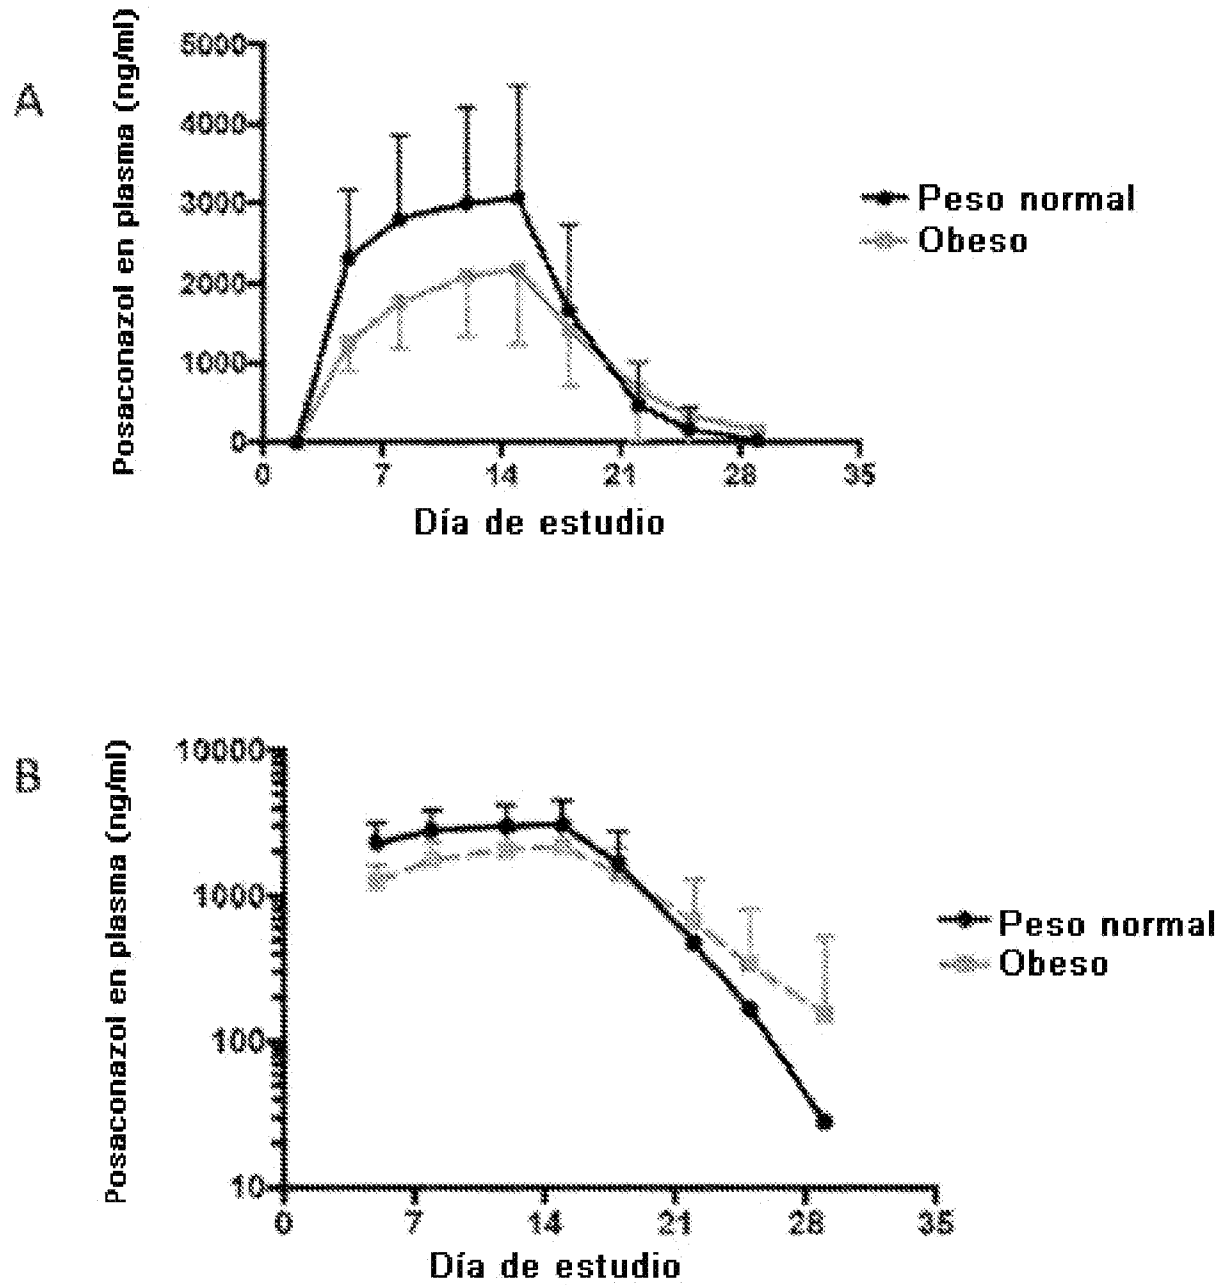 A
Posaconazol en plasma (ng/ml)
5000
4000
3000
2000
1000
0
0 7 14 21 28 35
Día de estudio
Peso normal
Obeso
B
Posaconazol en plasma (ng/ml)
10000
1000
100
10
0 7 14 21 28 35
Día de estudio
Peso normal
Obeso